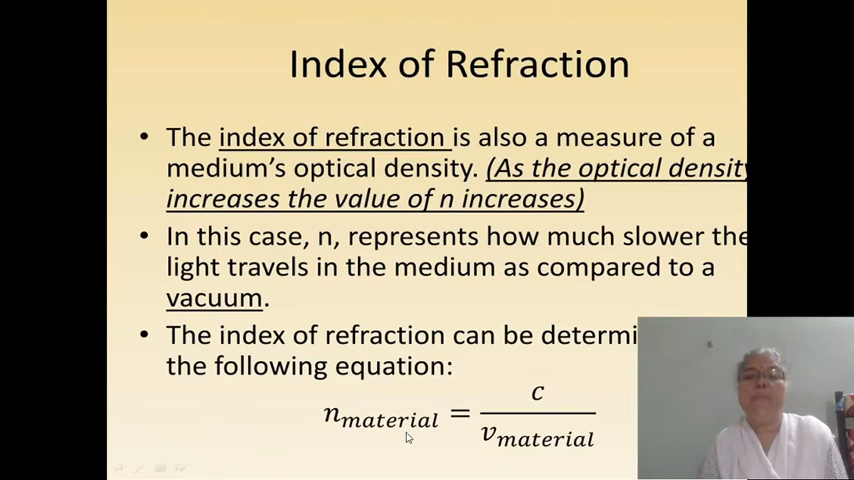 Index of Refraction
• The index of refraction is also a measure of a
medium's optical density. (As the optical density
increases the value of n increases)
• In this case, n, represents how much slower the
light travels in the medium as compared to a
vacuum.
• The index of refraction can be determi
the following equation:
n_material = c / v_material